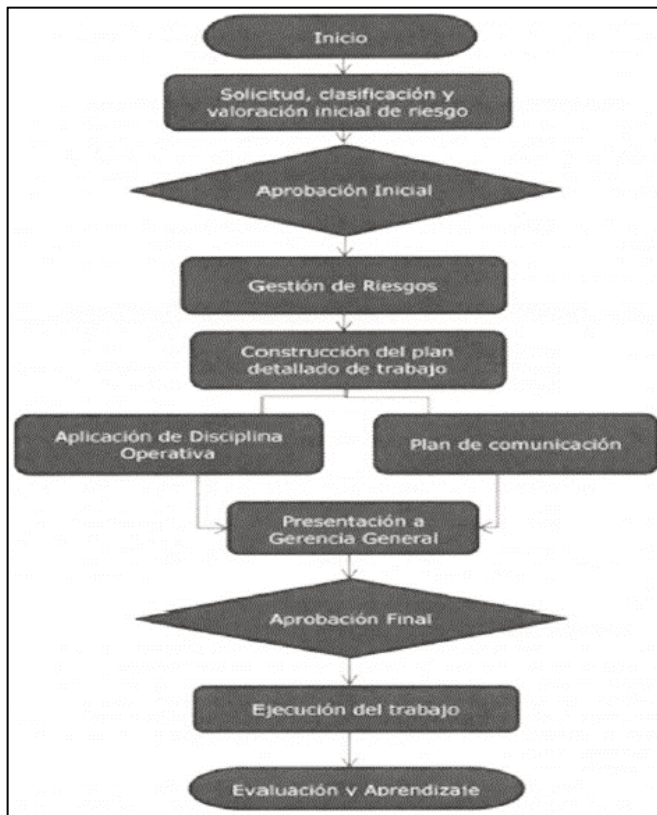 Inicio
Solicitud, clasificación y
valoración inicial de riesgo
Aprobación Inicial
Gestión de Riesgos
Construcción del plan
detallado de trabajo
Aplicación de Disciplina
Operativa
Plan de comunicación
Presentación a
Gerencia General
Aprobación Final
Ejecución del trabajo
Evaluación y Aprendizaje